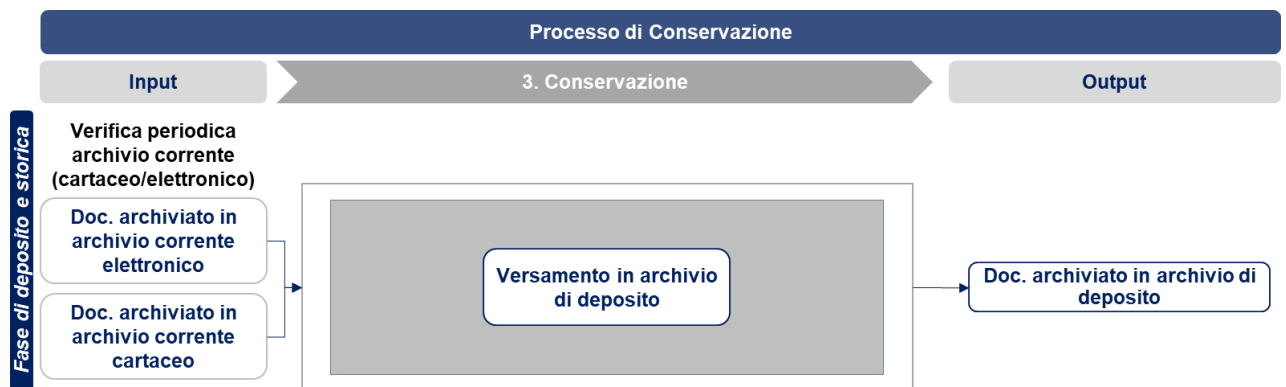 Processo di Conservazione
Input
3. Conservazione
Output
Fase di deposito e storica
Verifica periodica
archivio corrente
(cartaceo/elettronico)
Doc. archiviato in
archivio corrente
elettronico
Doc. archiviato in
archivio corrente
cartaceo
Versamento in archivio
di deposito
Doc. archiviato in archivio di
deposito